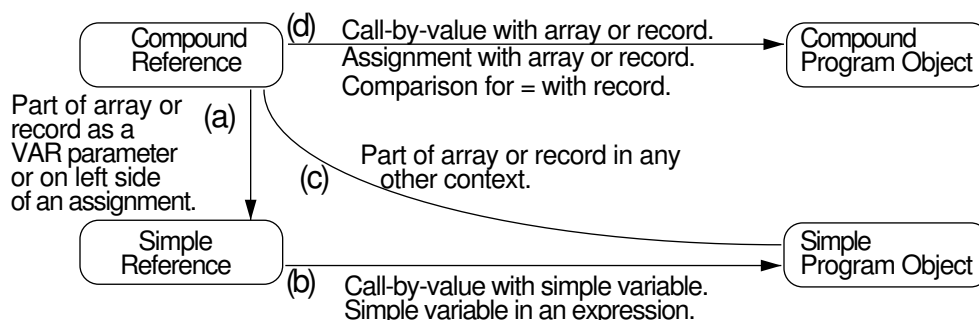 (d)
Call-by-value with array or record.
Compound
Reference
Compound
Program Object
Assignment with array or record.
Comparison for = with record.
Part of array or
record as a
VAR parameter
or on left side
of an assignment.
(a)
(c)
Part of array or record in any
other context.
Simple
Reference
Simple
Program Object
(b)
Call-by-value with simple variable.
Simple variable in an expression.